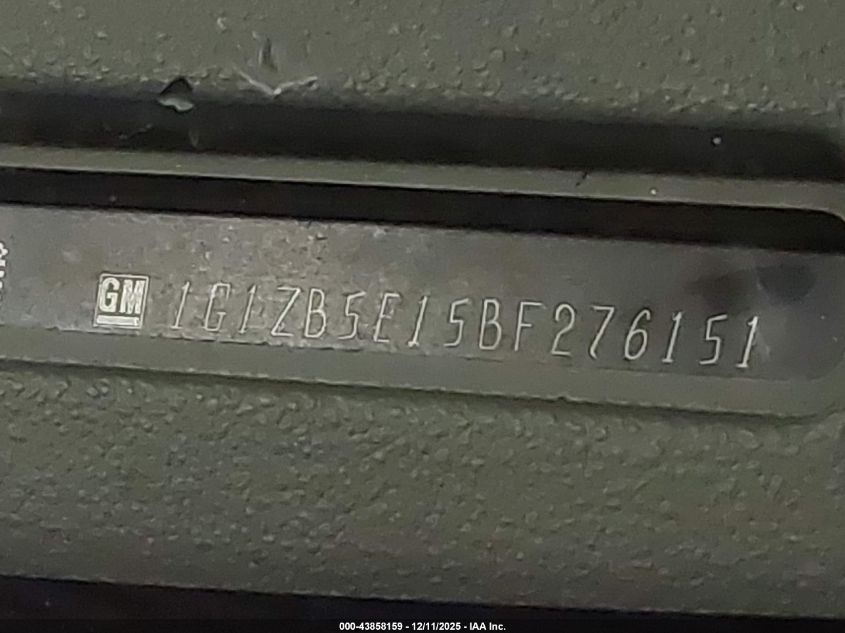 GM 1G1ZB5E15BF276151
000-43858159 - 12/11/2025 - IAA Inc.